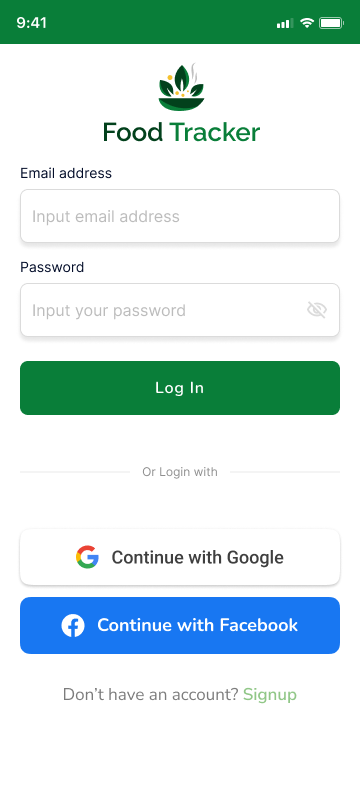 9:41
Food Tracker
Email address
Input email address
Password
Input your password
Log In
Or Login with
Continue with Google
Continue with Facebook
Don’t have an account? Signup